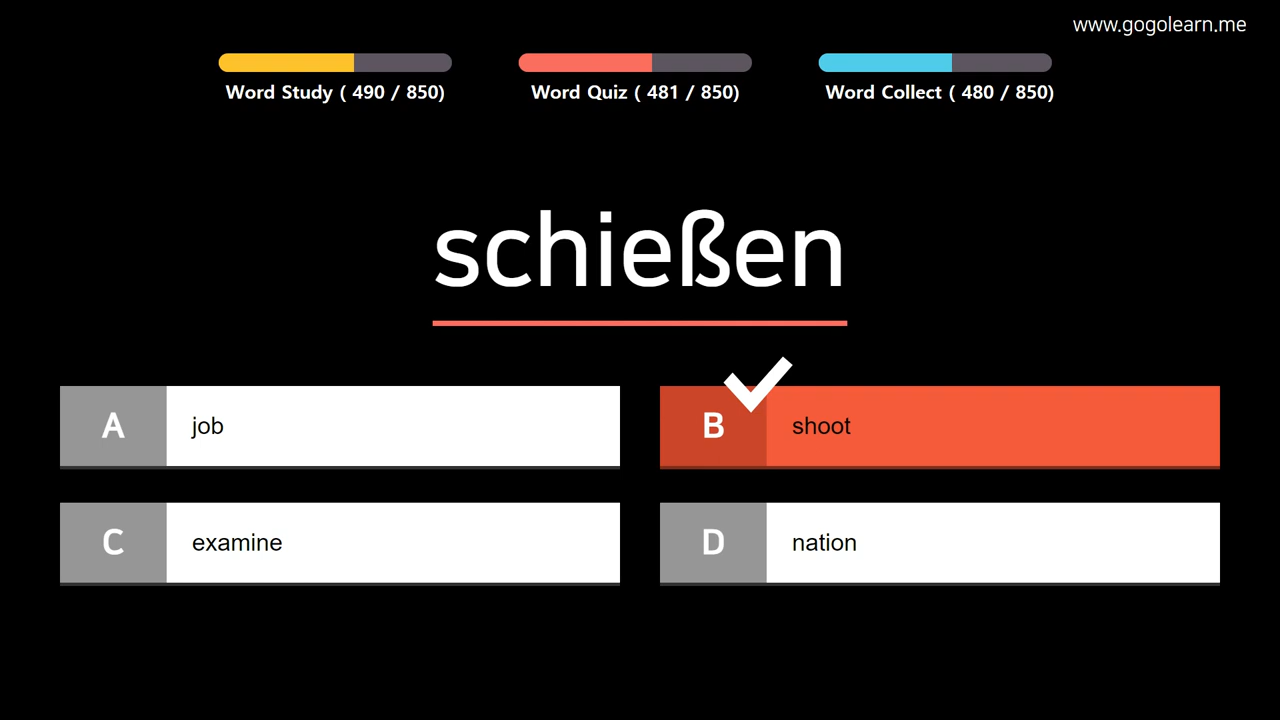 www.gogolearn.me
Word Study ( 490 / 850)
Word Quiz ( 481 / 850)
Word Collect ( 480 / 850)
schießen
A job
B shoot
C examine
D nation